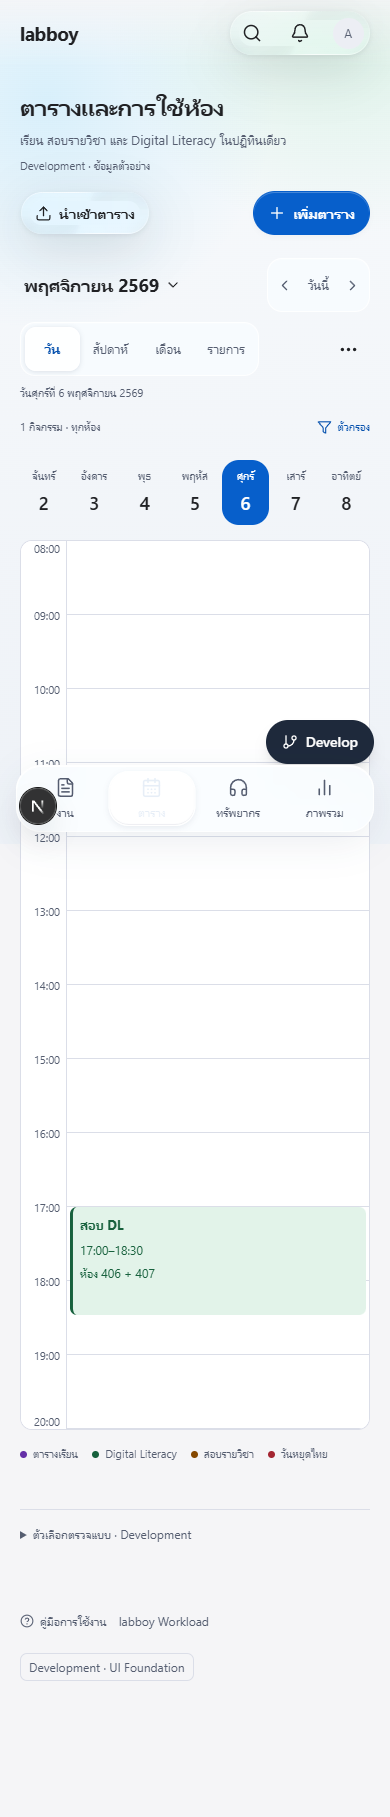 labboy
A
ตารางและการใช้ห้อง
เรียน สอบรายวิชา และ Digital Literacy ในปฏิทินเดียว
Development · ข้อมูลตัวอย่าง
นำเข้าตาราง
เพิ่มตาราง
พฤศจิกายน 2569
วันนี้
วัน สัปดาห์ เดือน รายการ
วันศุกร์ที่ 6 พฤศจิกายน 2569
1 กิจกรรม · ทุกห้อง
ตัวกรอง
จันทร์ อังคาร พุธ พฤหัส ศุกร์ เสาร์ อาทิตย์
2 3 4 5 6 7 8
08:00
09:00
10:00
Develop
11:00
N
งาน ตาราง ทรัพยากร ภาพรวม
12:00
13:00
14:00
15:00
16:00
17:00
สอบ DL
17:00–18:30
ห้อง 406 + 407
18:00
19:00
20:00
ตารางเรียน Digital Literacy สอบรายวิชา วันหยุดไทย
ตัวเลือกตรวจแบบ · Development
คู่มือการใช้งาน labboy Workload
Development · UI Foundation